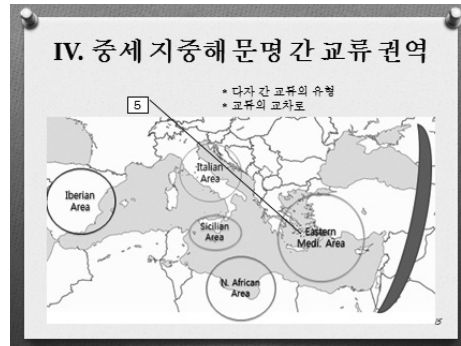 IV. 중세 지중해 문명 간 교류 권역
* 다자 간 교류의 유형
* 교류의 교차로
5
Italian
Area
Iberian
Area
Sicilian
Area
Eastern
Medi. Area
N. African
Area
15